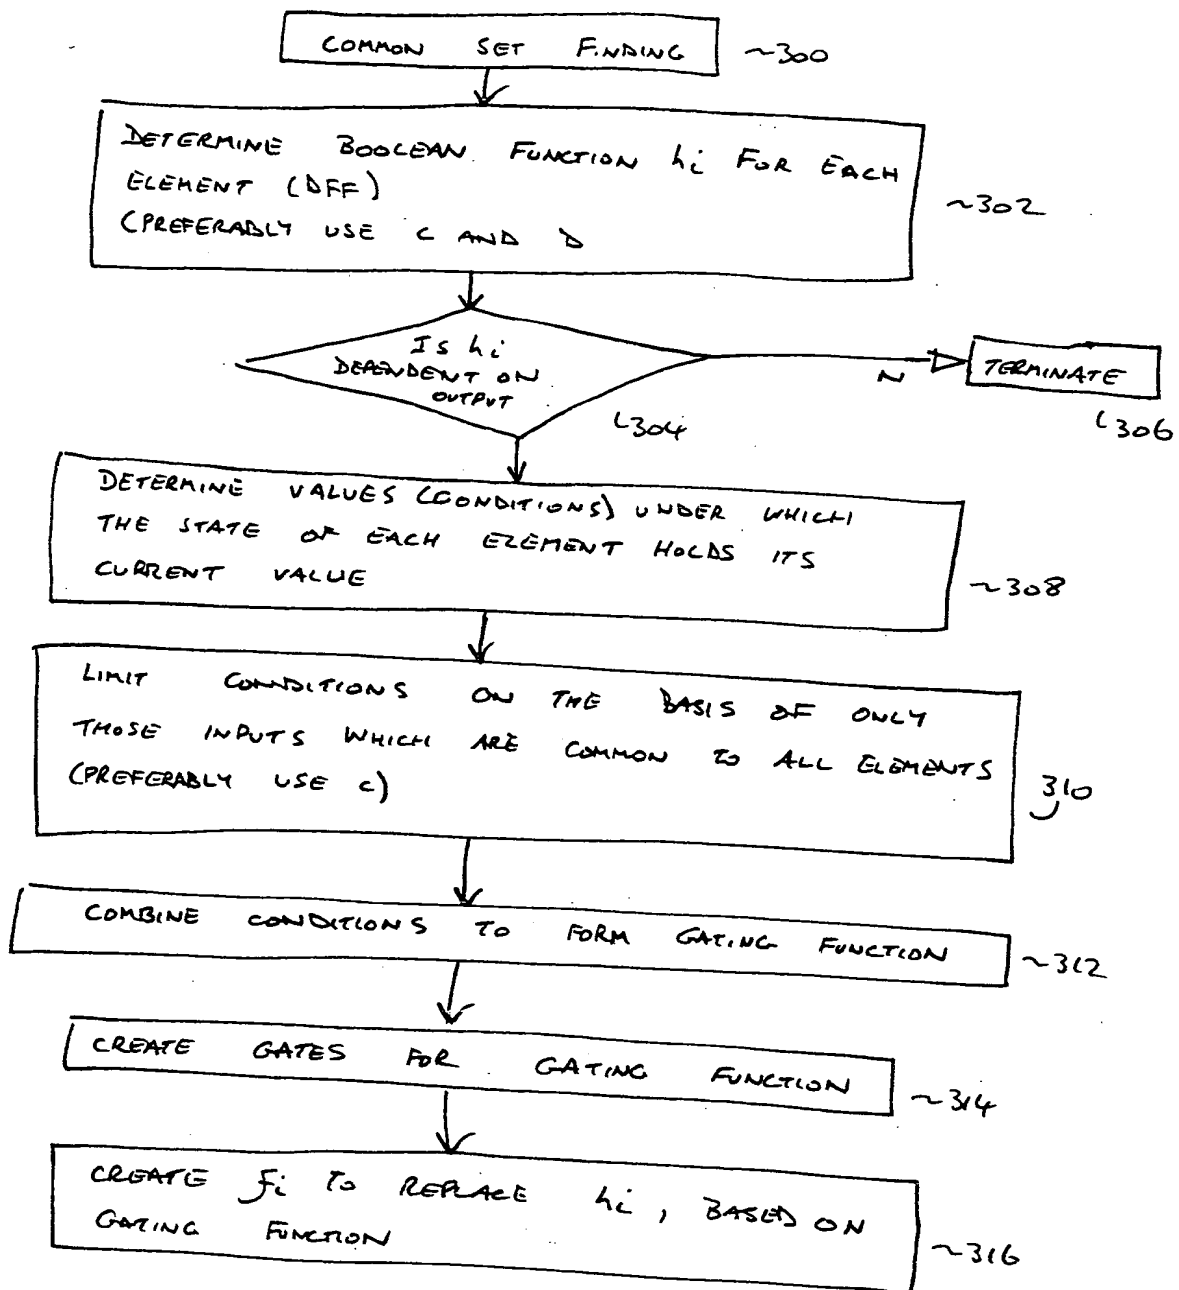 COMMON SET FINDING ~300
DETERMINE BOOLEAN FUNCTION hi FOR EACH
ELEMENT (DFF)
(PREFERABLY USE C AND D
~302
Is hi
DEPENDENT ON
OUTPUT
304
N
TERMINATE
306
DETERMINE VALUES (CONDITIONS) UNDER WHICH
THE STATE OF EACH ELEMENT HOLDS ITS
CURRENT VALUE
~308
LIMIT CONDITIONS ON THE BASIS OF ONLY
THOSE INPUTS WHICH ARE COMMON TO ALL ELEMENTS
(PREFERABLY USE C)
310
COMBINE CONDITIONS TO FORM GATING FUNCTION ~312
CREATE GATES FOR GATING FUNCTION ~314
CREATE fi TO REPLACE hi, BASED ON
GATING FUNCTION
~316